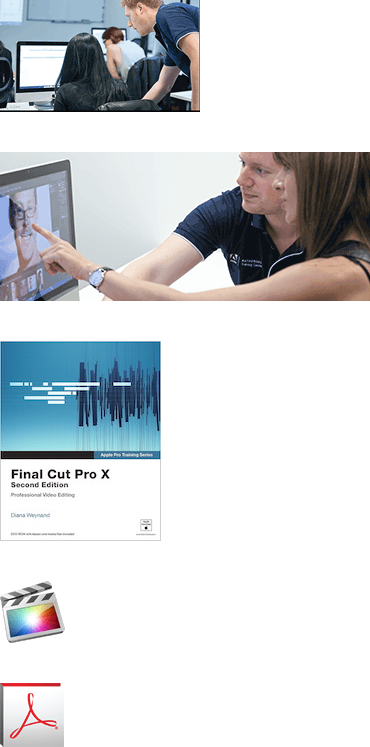 Apple Pro Training Series
Final Cut Pro X
Second Edition
Professional Video Editing
Diana Weynand